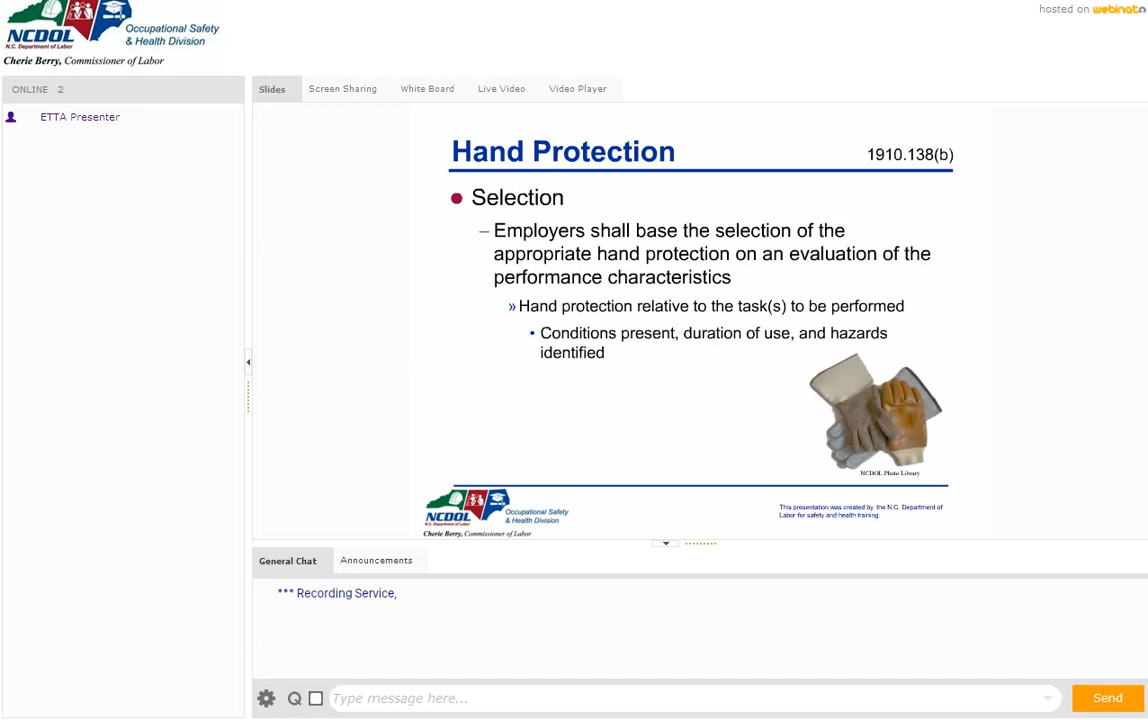 hosted on webinato
NCDOL
N.C. Department of Labor
Occupational Safety
& Health Division
Cherie Berry, Commissioner of Labor
ONLINE 2
Slides Screen Sharing White Board Live Video Video Player
ETTA Presenter
Hand Protection 1910.138(b)
● Selection
– Employers shall base the selection of the
appropriate hand protection on an evaluation of the
performance characteristics
» Hand protection relative to the task(s) to be performed
• Conditions present, duration of use, and hazards
identified
NCDOL Photo Library
NCDOL
N.C. Department of Labor
Occupational Safety
& Health Division
Cherie Berry, Commissioner of Labor
This presentation was created by the N.C. Department of
Labor for safety and health training.
General Chat Announcements
*** Recording Service,
Type message here...
Send